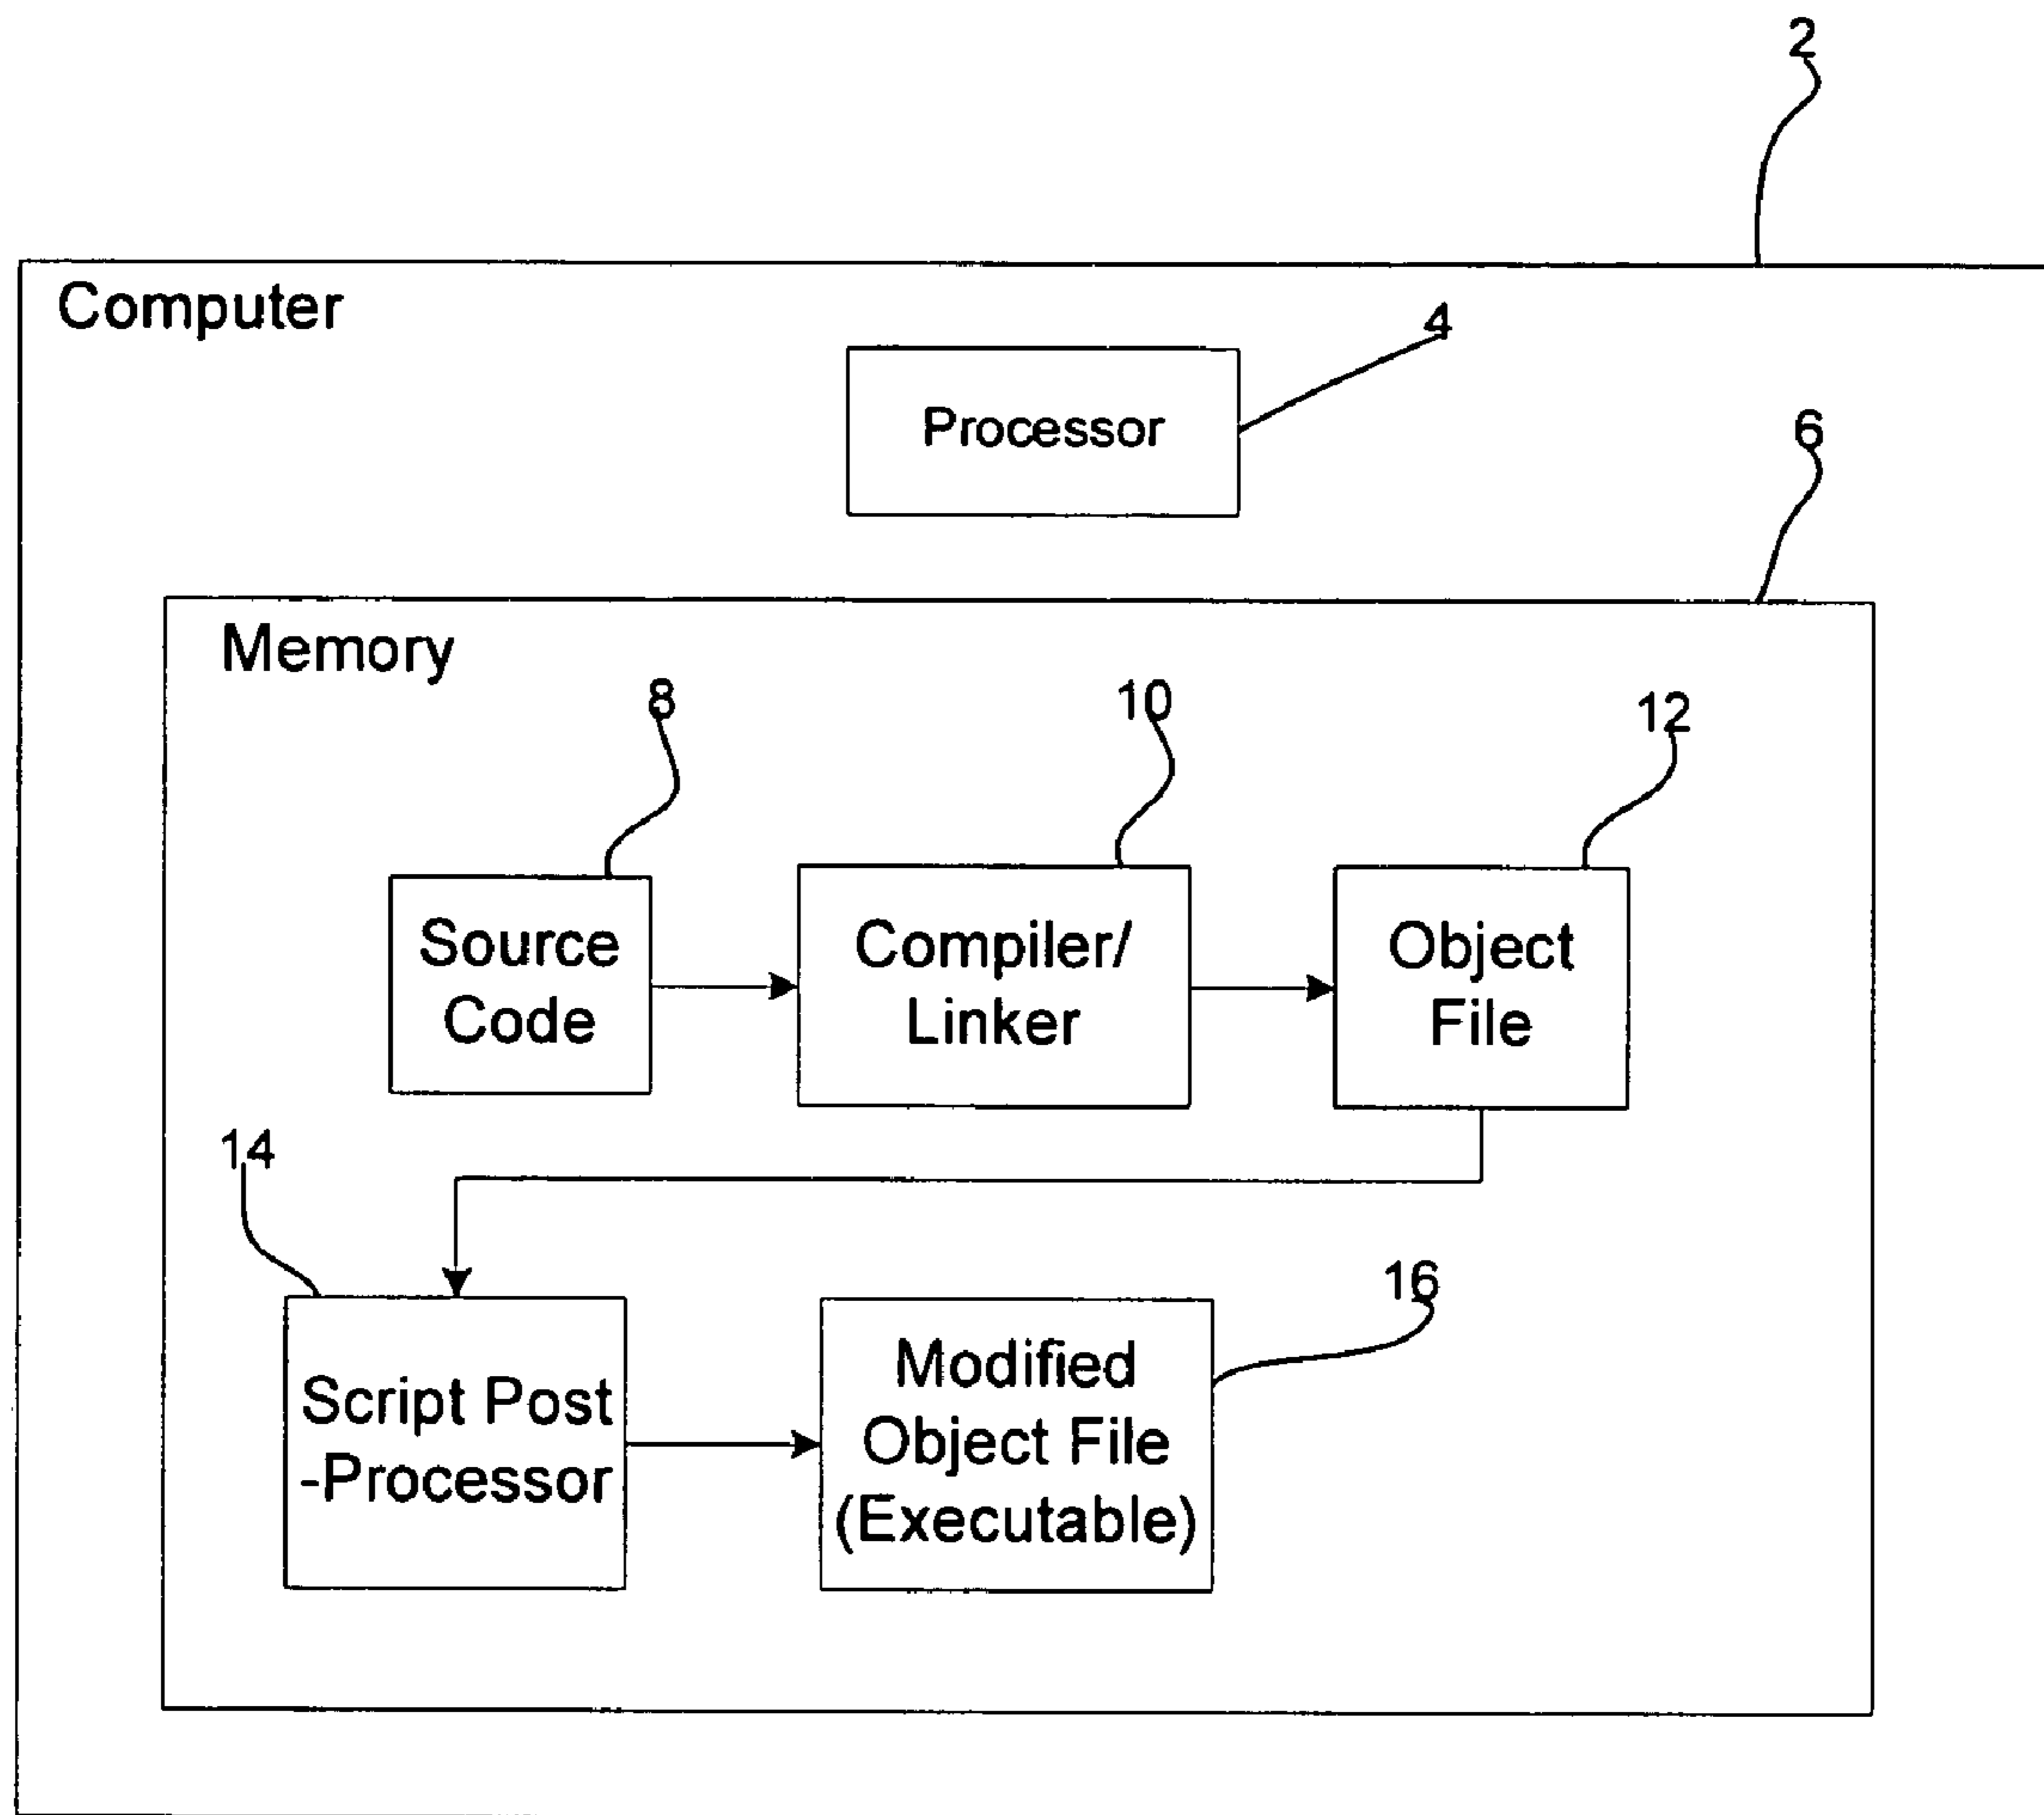 2
Computer
4
Processor
6
Memory
8
10
12
Source
Code
Compiler/
Linker
Object
File
14
16
Script Post
-Processor
Modified
Object File
(Executable)